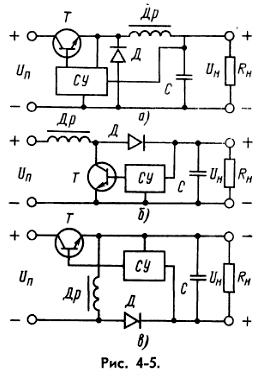 Т Др
+ +
Uп СУ Д С Uн Rн
− −
а)
Др Д
+ +
Uп Т СУ С Uн Rн
− −
б)
Т
+ −
Uп Др СУ С Uн Rн
Д
− +
в)
Рис. 4-5.